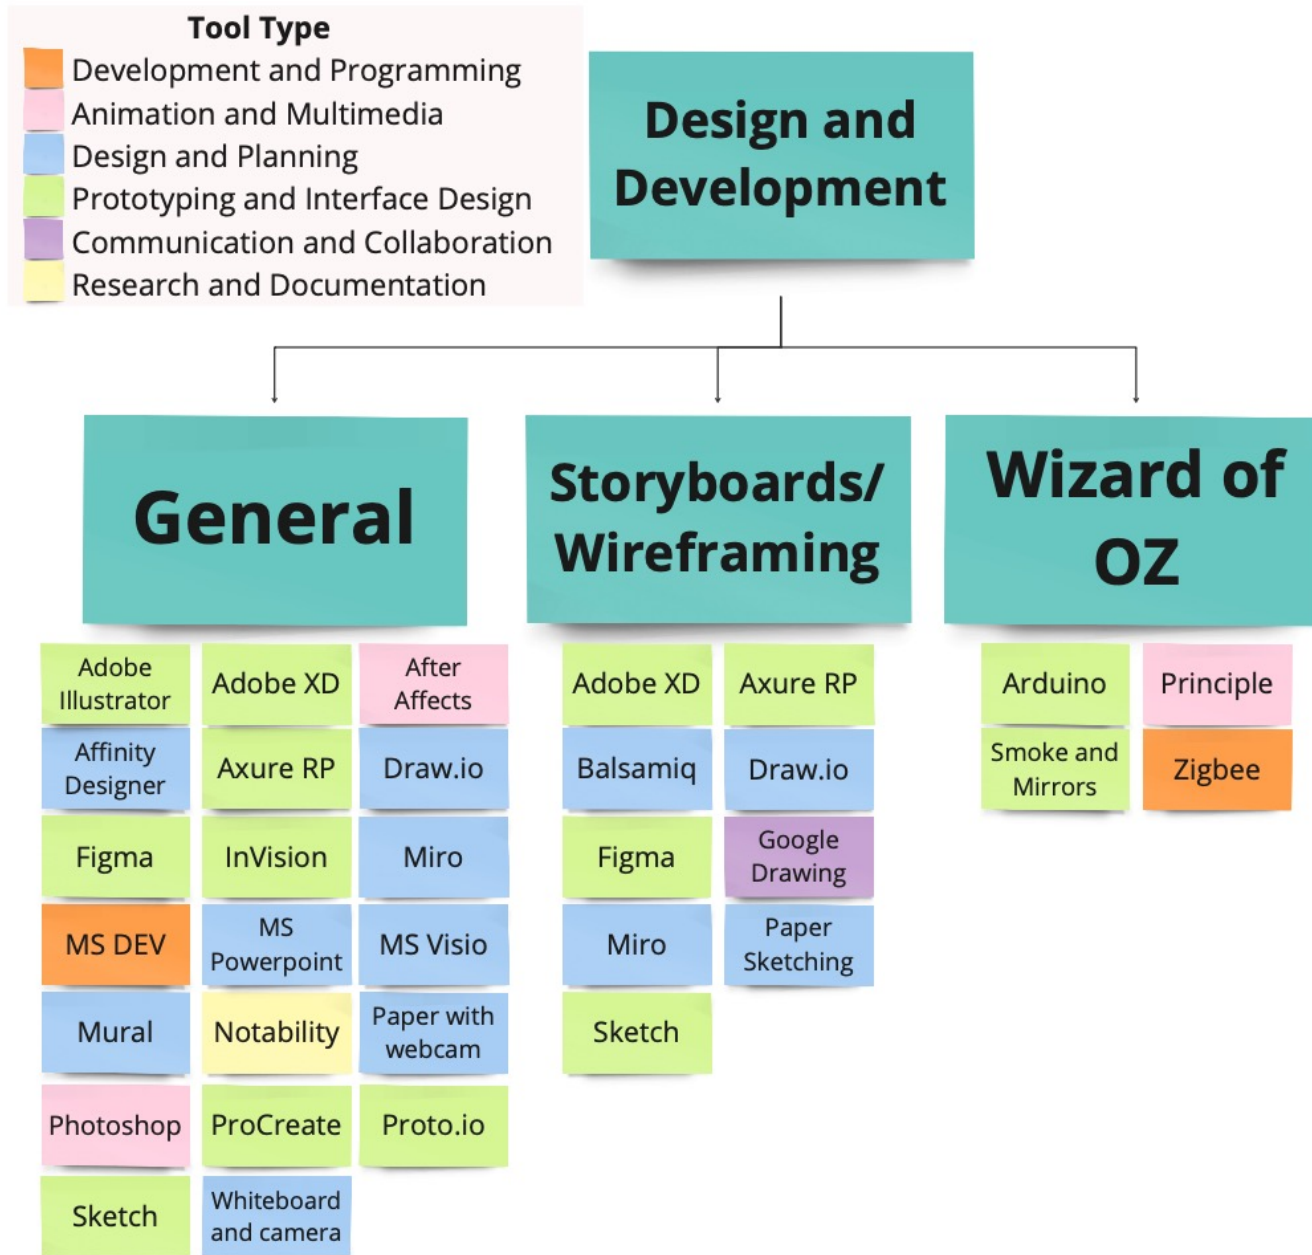 Tool Type
Development and Programming
Animation and Multimedia
Design and Planning
Prototyping and Interface Design
Communication and Collaboration
Research and Documentation
Design and
Development
General
Storyboards/
Wireframing
Wizard of
OZ
Adobe
Illustrator
Adobe XD
After
Affects
Affinity
Designer
Axure RP
Draw.io
Figma
InVision
Miro
MS DEV
MS
Powerpoint
MS Visio
Mural
Notability
Paper with
webcam
Photoshop
ProCreate
Proto.io
Sketch
Whiteboard
and camera
Adobe XD
Axure RP
Balsamiq
Draw.io
Figma
Google
Drawing
Miro
Paper
Sketching
Sketch
Arduino
Principle
Smoke and
Mirrors
Zigbee